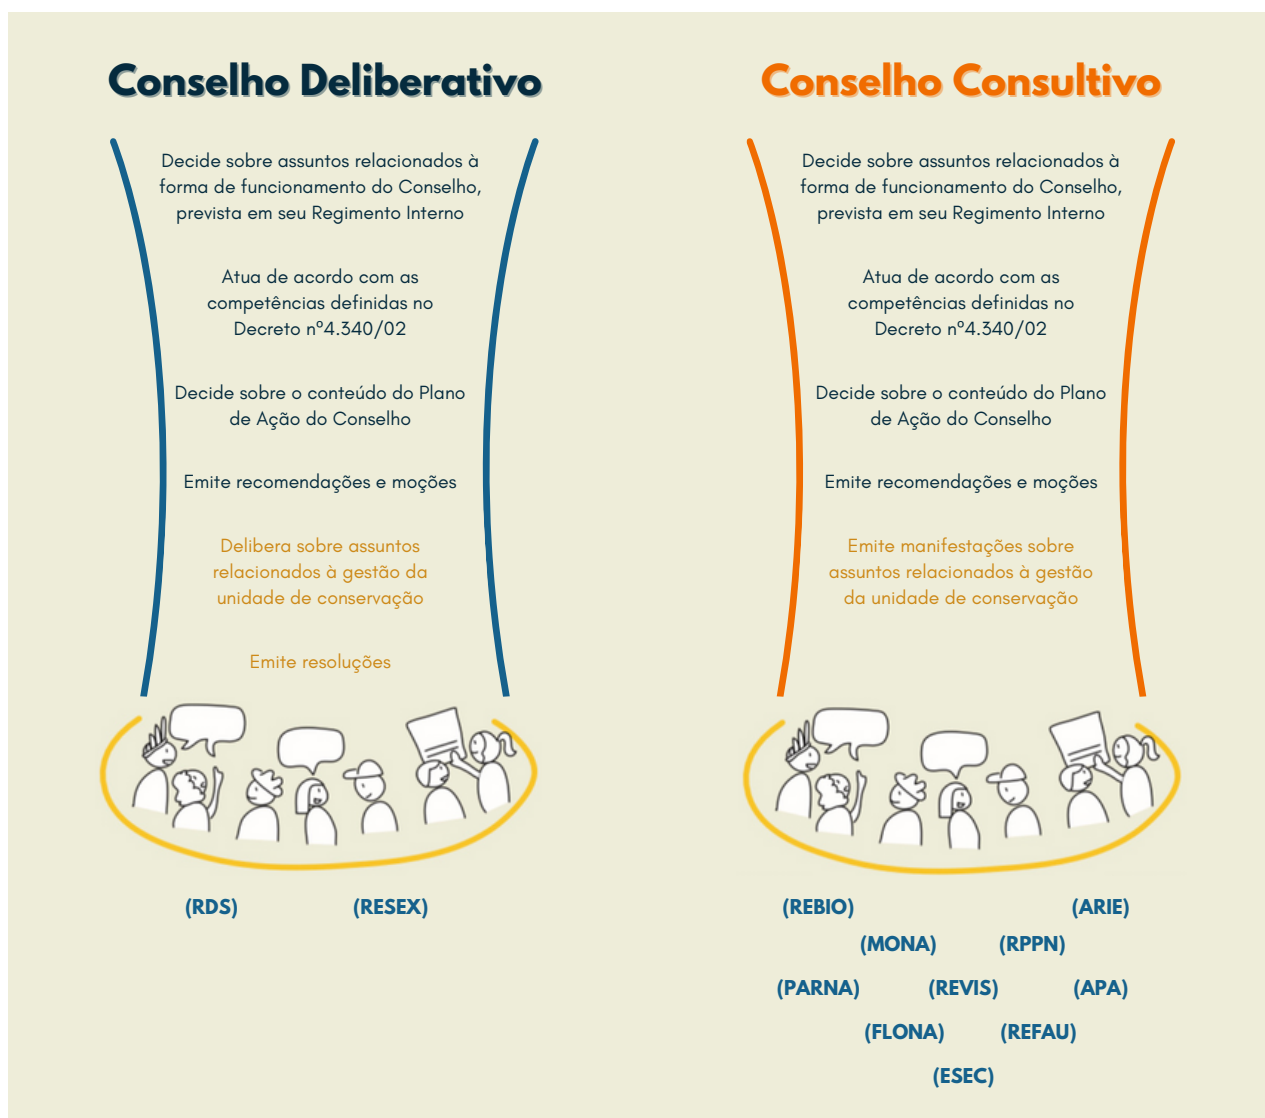 Conselho Deliberativo
Decide sobre assuntos relacionados à
forma de funcionamento do Conselho,
prevista em seu Regimento Interno
Atua de acordo com as
competências definidas no
Decreto nº4.340/02
Decide sobre o conteúdo do Plano
de Ação do Conselho
Emite recomendações e moções
Delibera sobre assuntos
relacionados à gestão da
unidade de conservação
Emite resoluções
(RDS) (RESEX)
Conselho Consultivo
Decide sobre assuntos relacionados à
forma de funcionamento do Conselho,
prevista em seu Regimento Interno
Atua de acordo com as
competências definidas no
Decreto nº4.340/02
Decide sobre o conteúdo do Plano
de Ação do Conselho
Emite recomendações e moções
Emite manifestações sobre
assuntos relacionados à gestão
da unidade de conservação
(REBIO) (ARIE)
(MONA) (RPPN)
(PARNA) (REVIS) (APA)
(FLONA) (REFAU)
(ESEC)